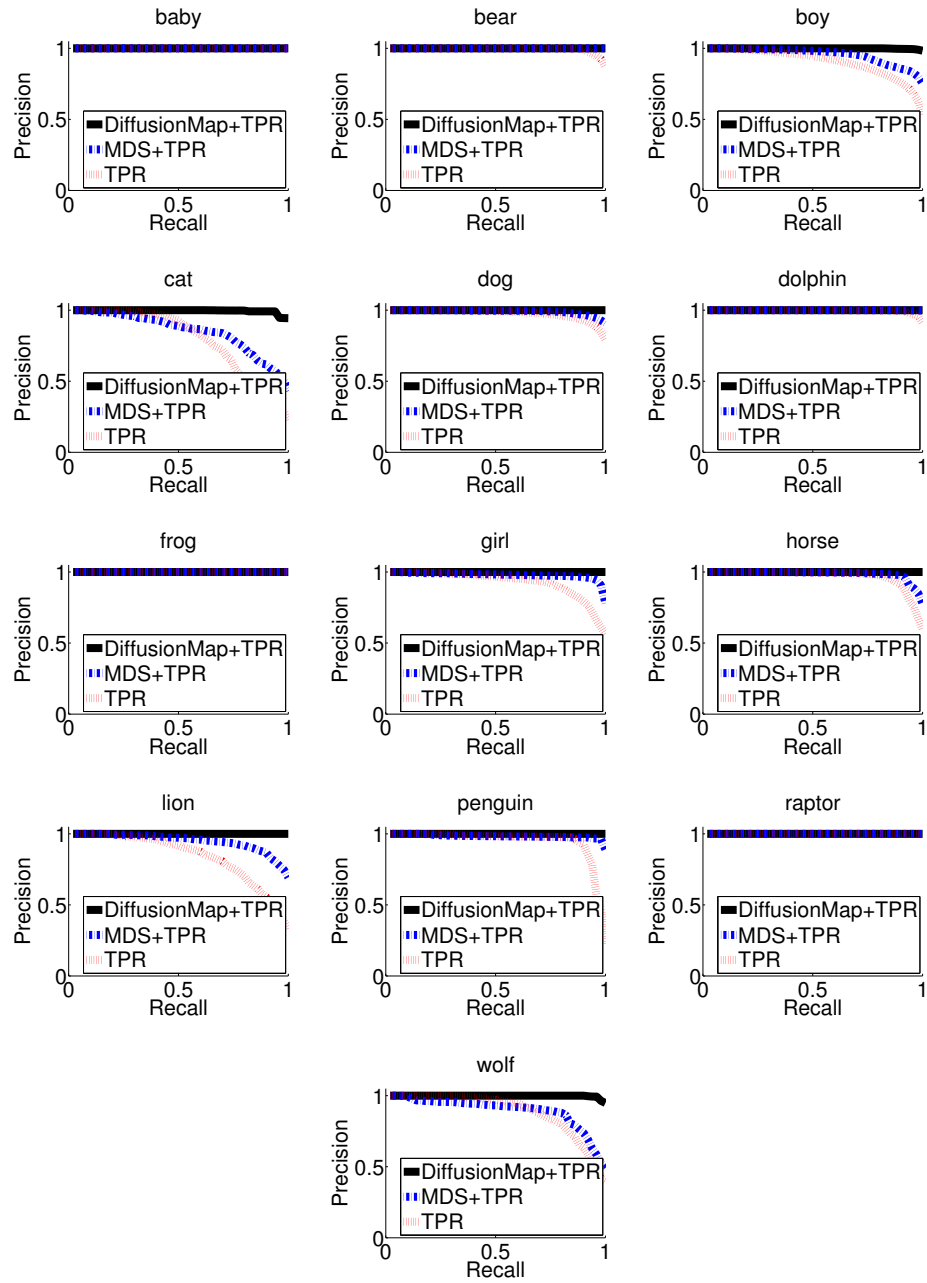 baby
Precision
1
0.5
0
DiffusionMap+TPR
MDS+TPR
TPR
0 0.5 1
Recall
bear
Precision
1
0.5
0
DiffusionMap+TPR
MDS+TPR
TPR
0 0.5 1
Recall
boy
Precision
1
0.5
0
DiffusionMap+TPR
MDS+TPR
TPR
0 0.5 1
Recall
cat
Precision
1
0.5
0
DiffusionMap+TPR
MDS+TPR
TPR
0 0.5 1
Recall
dog
Precision
1
0.5
0
DiffusionMap+TPR
MDS+TPR
TPR
0 0.5 1
Recall
dolphin
Precision
1
0.5
0
DiffusionMap+TPR
MDS+TPR
TPR
0 0.5 1
Recall
frog
Precision
1
0.5
0
DiffusionMap+TPR
MDS+TPR
TPR
0 0.5 1
Recall
girl
Precision
1
0.5
0
DiffusionMap+TPR
MDS+TPR
TPR
0 0.5 1
Recall
horse
Precision
1
0.5
0
DiffusionMap+TPR
MDS+TPR
TPR
0 0.5 1
Recall
lion
Precision
1
0.5
0
DiffusionMap+TPR
MDS+TPR
TPR
0 0.5 1
Recall
penguin
Precision
1
0.5
0
DiffusionMap+TPR
MDS+TPR
TPR
0 0.5 1
Recall
raptor
Precision
1
0.5
0
DiffusionMap+TPR
MDS+TPR
TPR
0 0.5 1
Recall
wolf
Precision
1
0.5
0
DiffusionMap+TPR
MDS+TPR
TPR
0 0.5 1
Recall